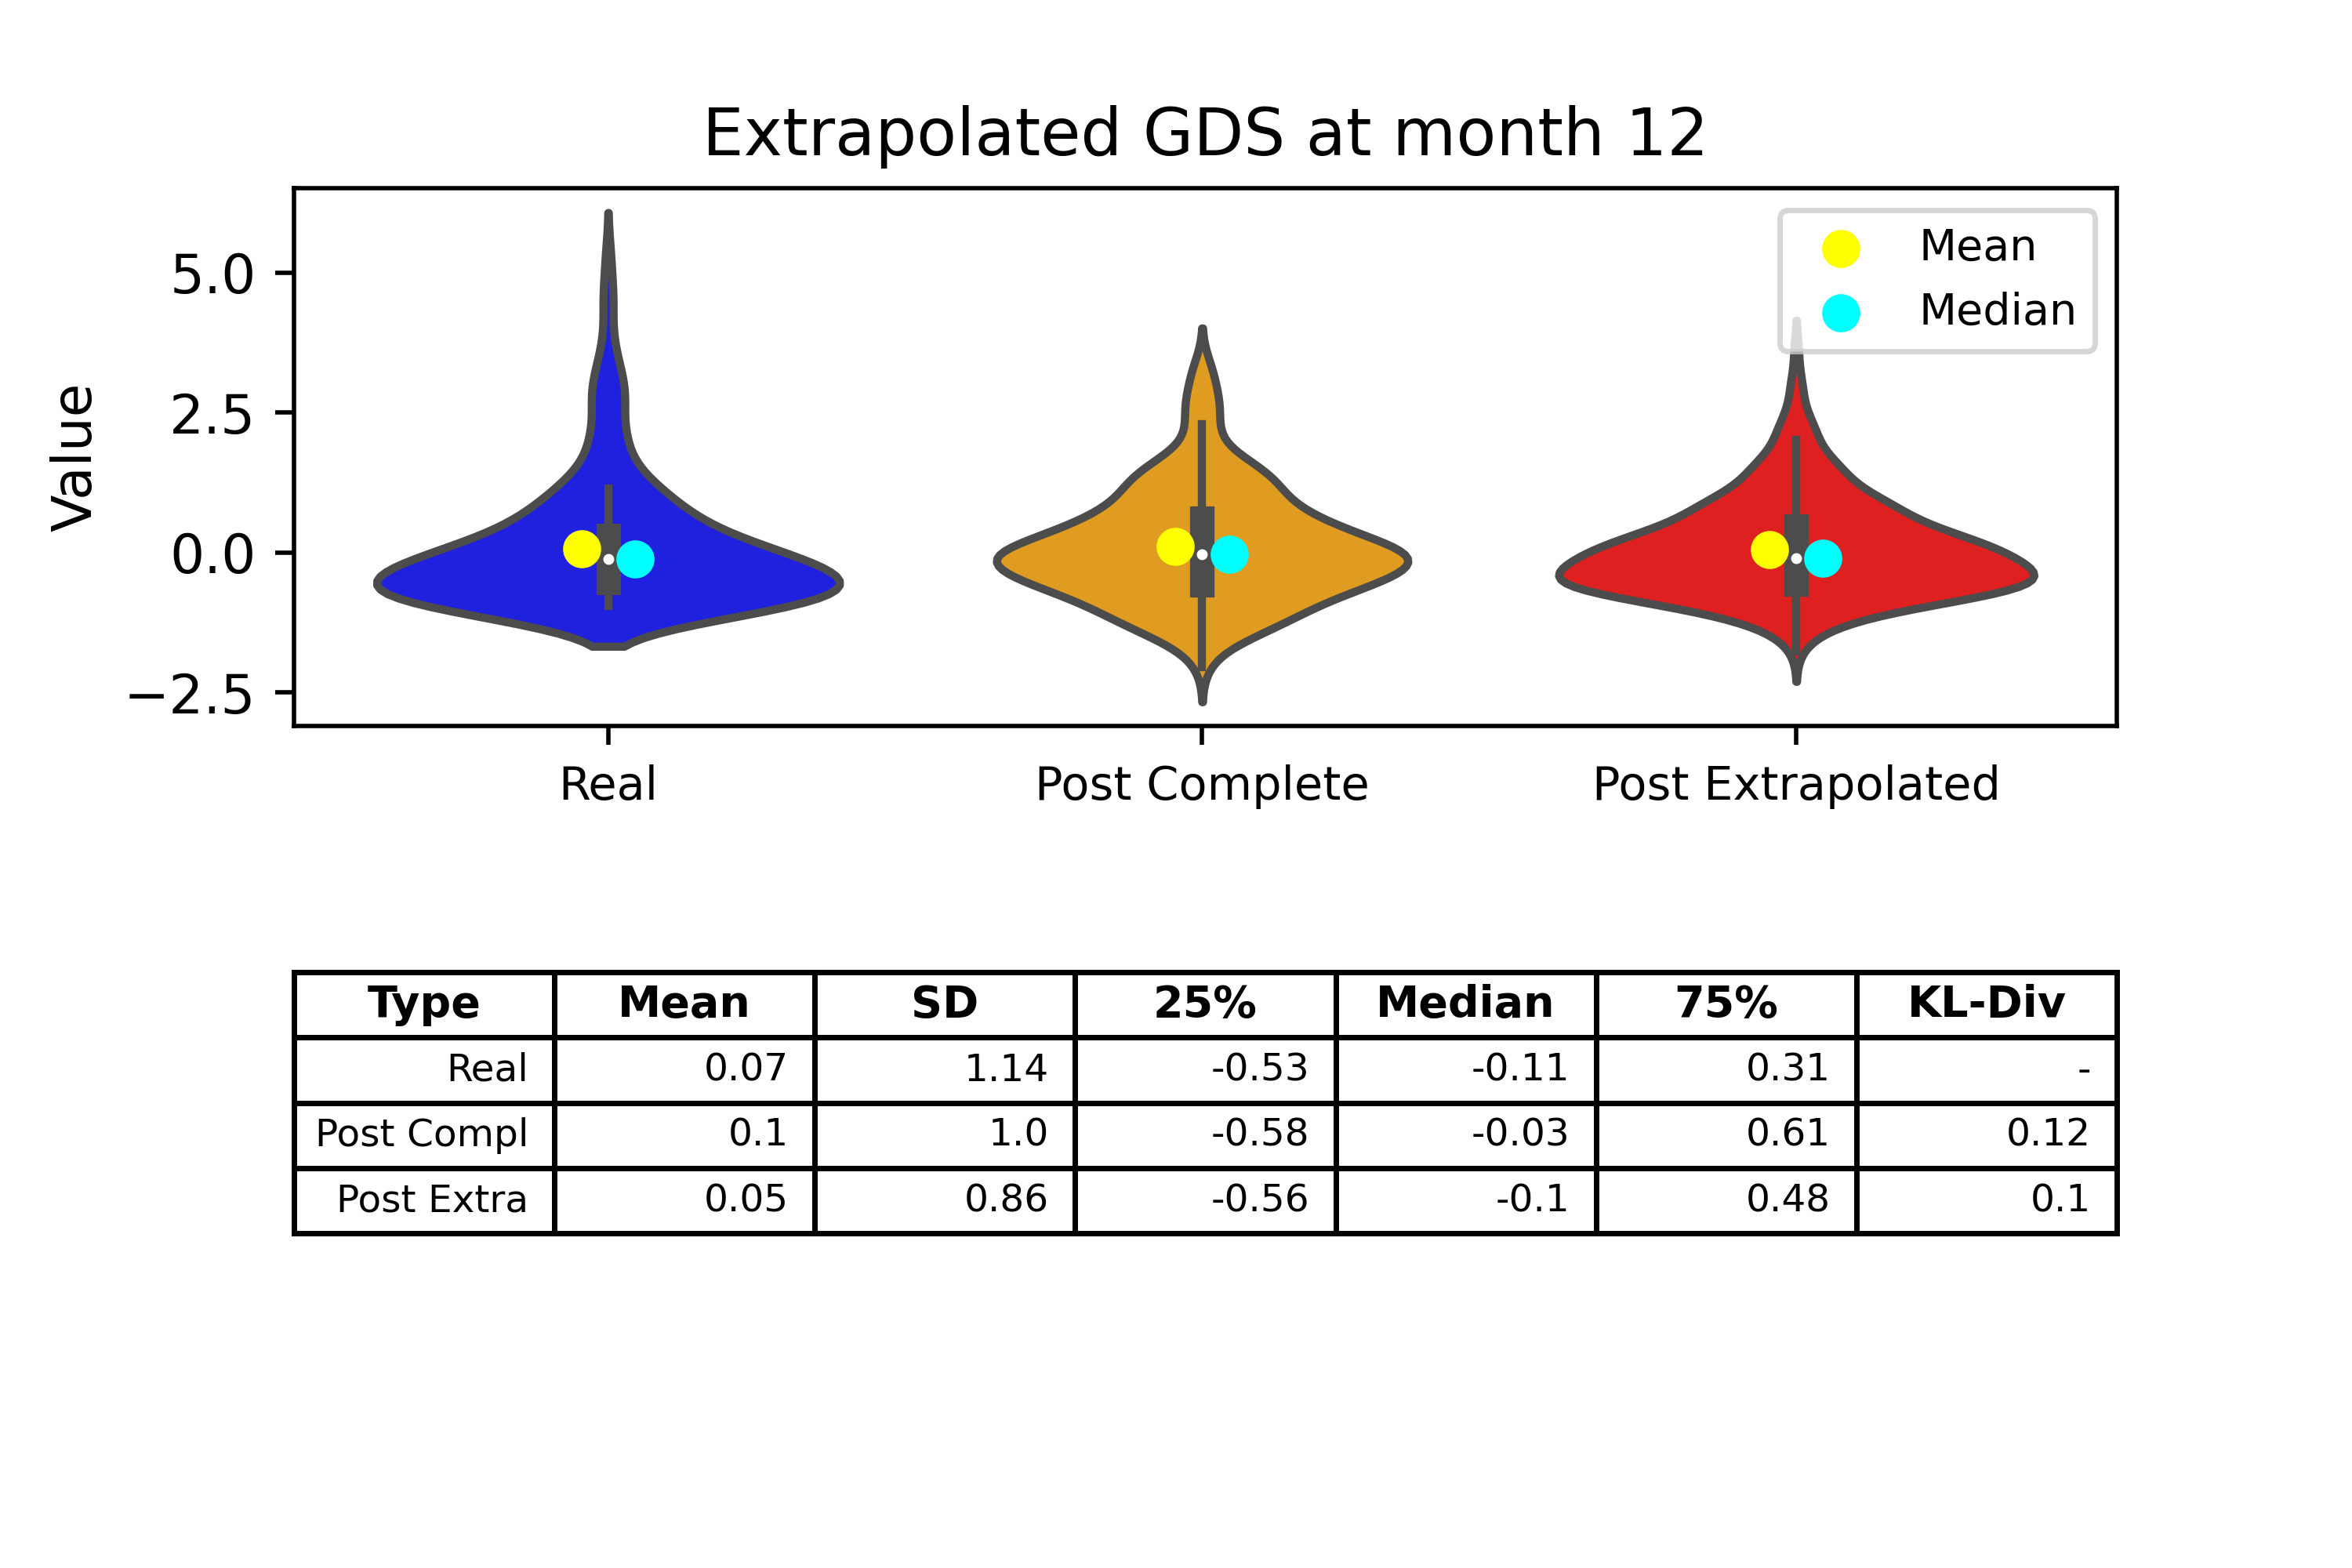 Extrapolated GDS at month 12
Mean
Median
Value
5.0
2.5
0.0
−2.5
Real Post Complete Post Extrapolated
Type Mean SD 25% Median 75% KL-Div
Real 0.07 1.14 -0.53 -0.11 0.31 -
Post Compl 0.1 1.0 -0.58 -0.03 0.61 0.12
Post Extra 0.05 0.86 -0.56 -0.1 0.48 0.1